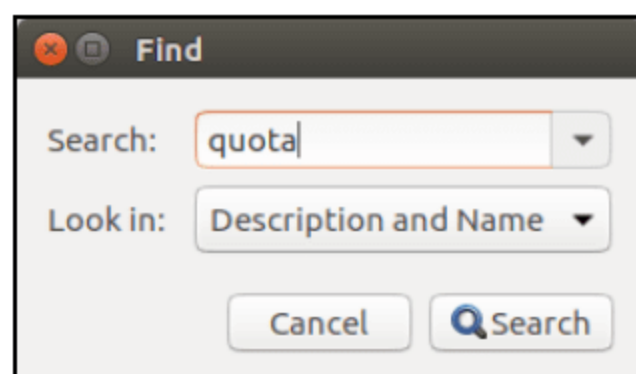 Find
Search: quota
Look in: Description and Name
Cancel Search